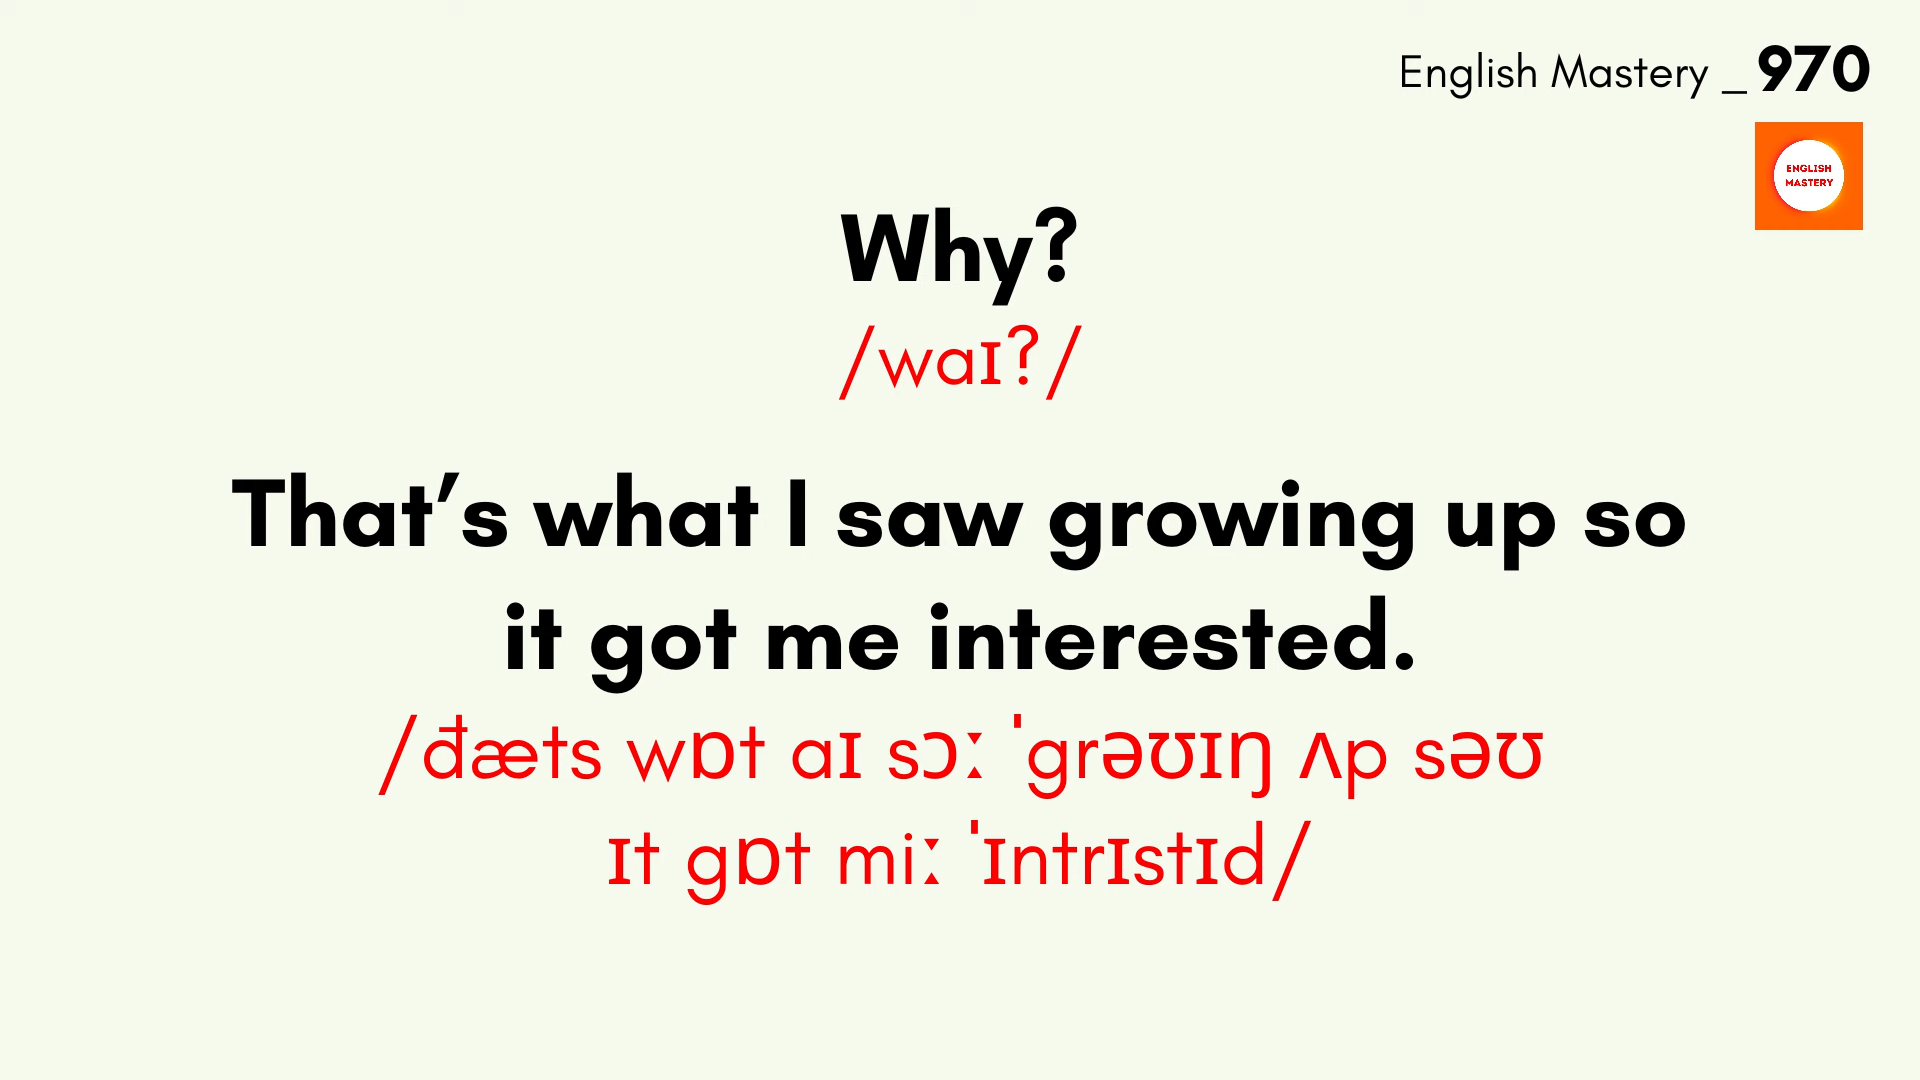 English Mastery _ 970
ENGLISH
MASTERY
Why?
/waɪ?/
That’s what I saw growing up so
it got me interested.
/đæts wɒt aɪ sɔː ˈgrəʊɪŋ ʌp səʊ
ɪt gɒt miː ˈɪntrɪstɪd/